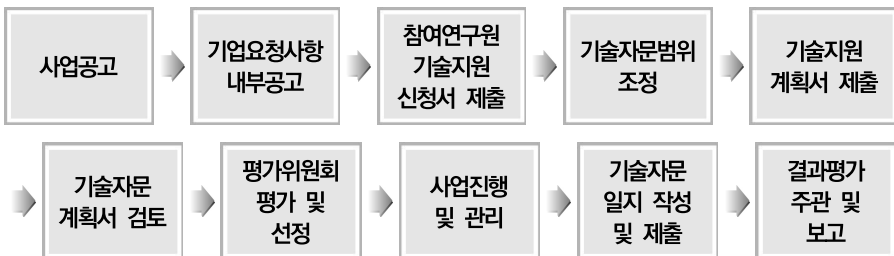 사업공고
기업요청사항
내부공고
참여연구원
기술지원
신청서 제출
기술자문범위
조정
기술지원
계획서 제출
기술자문
계획서 검토
평가위원회
평가 및
선정
사업진행
및 관리
기술자문
일지 작성
및 제출
결과평가
주관 및
보고